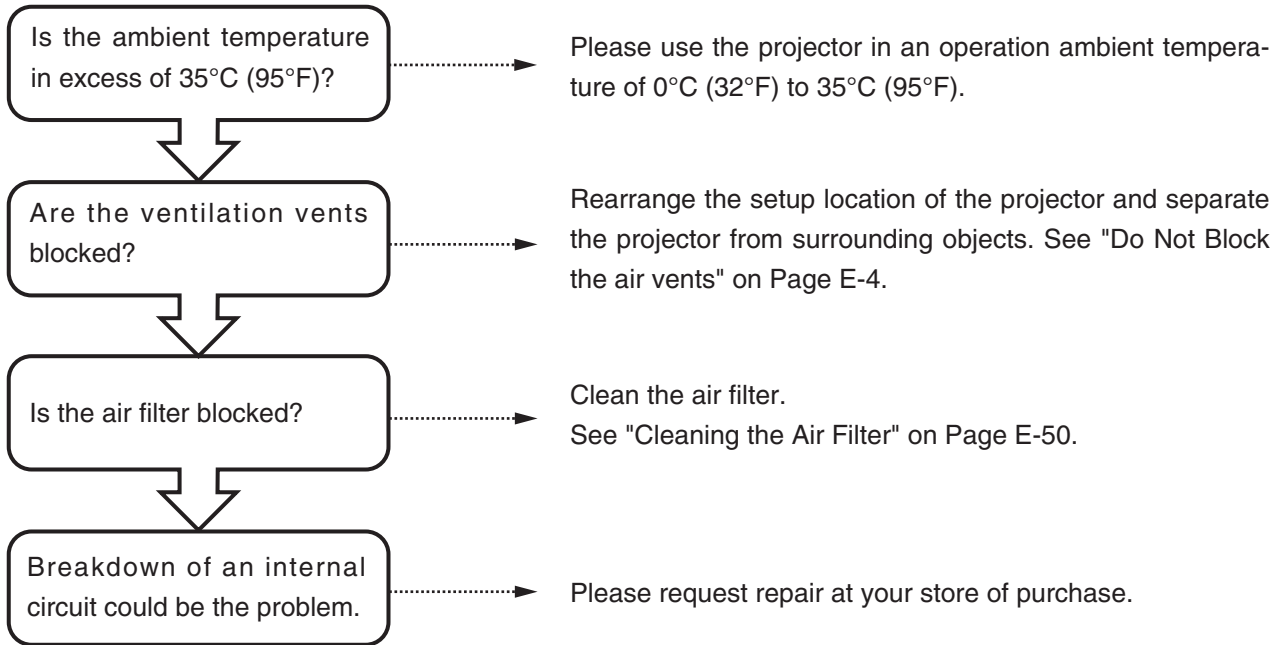 Is the ambient temperature
in excess of 35°C (95°F)?
Please use the projector in an operation ambient tempera-
ture of 0°C (32°F) to 35°C (95°F).
Are the ventilation vents
blocked?
Rearrange the setup location of the projector and separate
the projector from surrounding objects. See "Do Not Block
the air vents" on Page E-4.
Is the air filter blocked?
Clean the air filter.
See "Cleaning the Air Filter" on Page E-50.
Breakdown of an internal
circuit could be the problem.
Please request repair at your store of purchase.